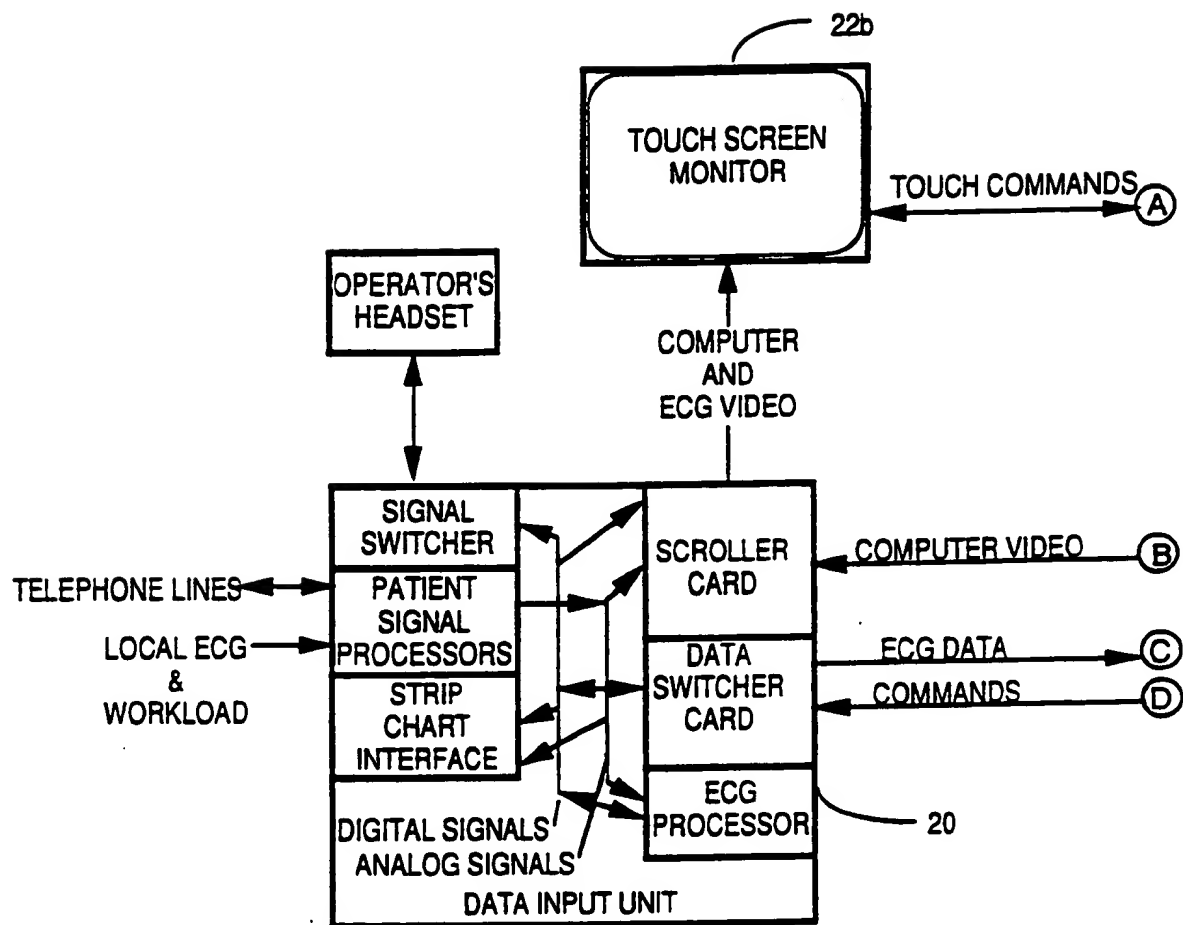 22b
TOUCH SCREEN
MONITOR
TOUCH COMMANDS
A
OPERATOR'S
HEADSET
COMPUTER
AND
ECG VIDEO
SIGNAL
SWITCHER
SCROLLER
CARD
COMPUTER VIDEO
B
TELEPHONE LINES
PATIENT
SIGNAL
PROCESSORS
LOCAL ECG
&
WORKLOAD
DATA
SWITCHER
CARD
ECG DATA
C
COMMANDS
D
STRIP
CHART
INTERFACE
ECG
PROCESSOR
20
DIGITAL SIGNALS
ANALOG SIGNALS
DATA INPUT UNIT